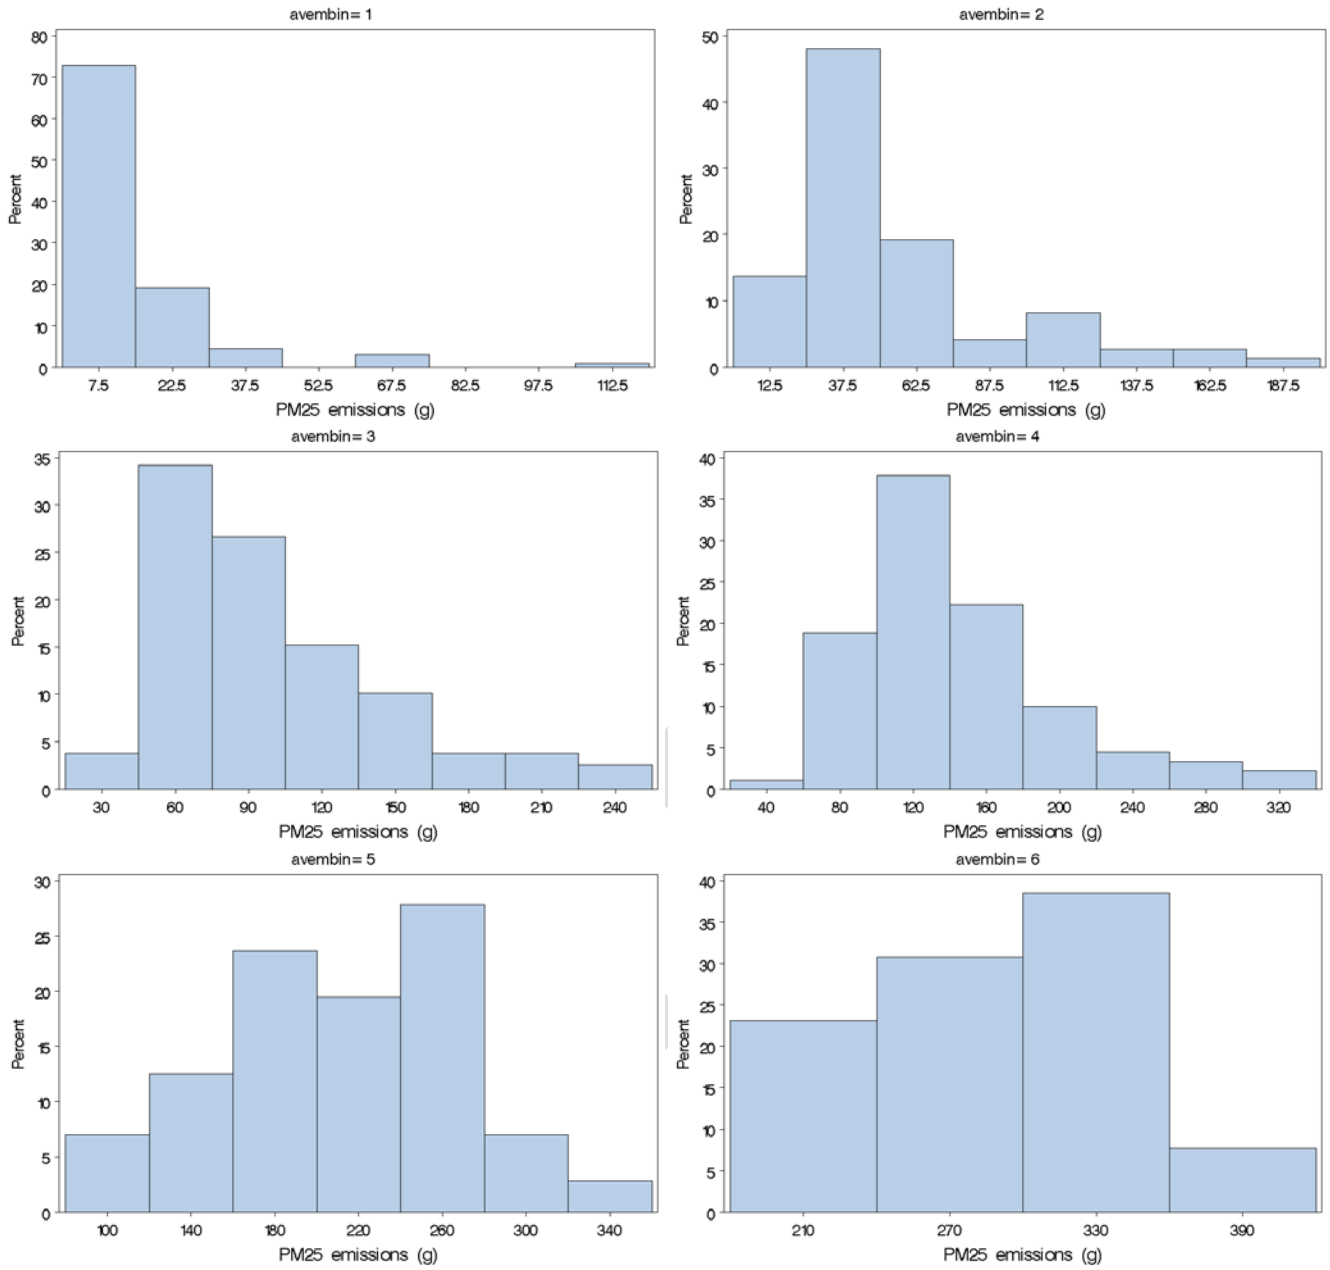 avembin= 1
80
70
60
50
40
30
20
10
0
Percent
7.5 22.5 37.5 52.5 67.5 82.5 97.5 112.5
PM25 emissions (g)
avembin= 2
50
40
30
20
10
0
Percent
12.5 37.5 62.5 87.5 112.5 137.5 162.5 187.5
PM25 emissions (g)
avembin= 3
35
30
25
20
15
10
5
0
Percent
30 60 90 120 150 180 210 240
PM25 emissions (g)
avembin= 4
40
35
30
25
20
15
10
5
0
Percent
40 80 120 160 200 240 280 320
PM25 emissions (g)
avembin= 5
30
25
20
15
10
5
0
Percent
100 140 180 220 260 300 340
PM25 emissions (g)
avembin= 6
40
35
30
25
20
15
10
5
0
Percent
210 270 330 390
PM25 emissions (g)